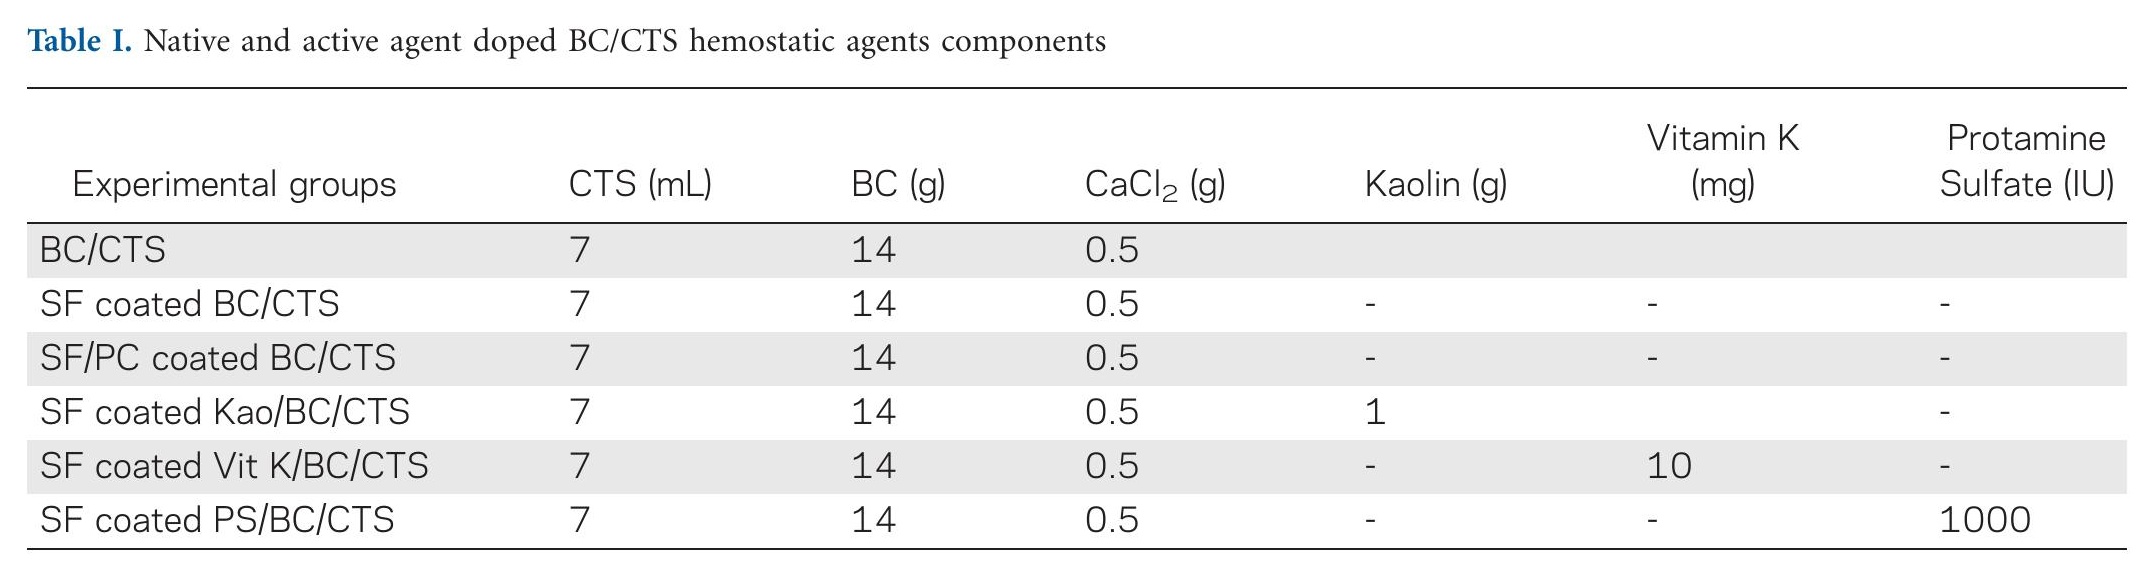 Table I. Native and active agent doped BC/CTS hemostatic agents components
Experimental groups CTS (mL) BC (g) CaCl₂ (g) Kaolin (g) Vitamin K (mg) Protamine Sulfate (IU)
BC/CTS 7 14 0.5
SF coated BC/CTS 7 14 0.5 - - -
SF/PC coated BC/CTS 7 14 0.5 - - -
SF coated Kao/BC/CTS 7 14 0.5 1 -
SF coated Vit K/BC/CTS 7 14 0.5 - 10 -
SF coated PS/BC/CTS 7 14 0.5 - - 1000